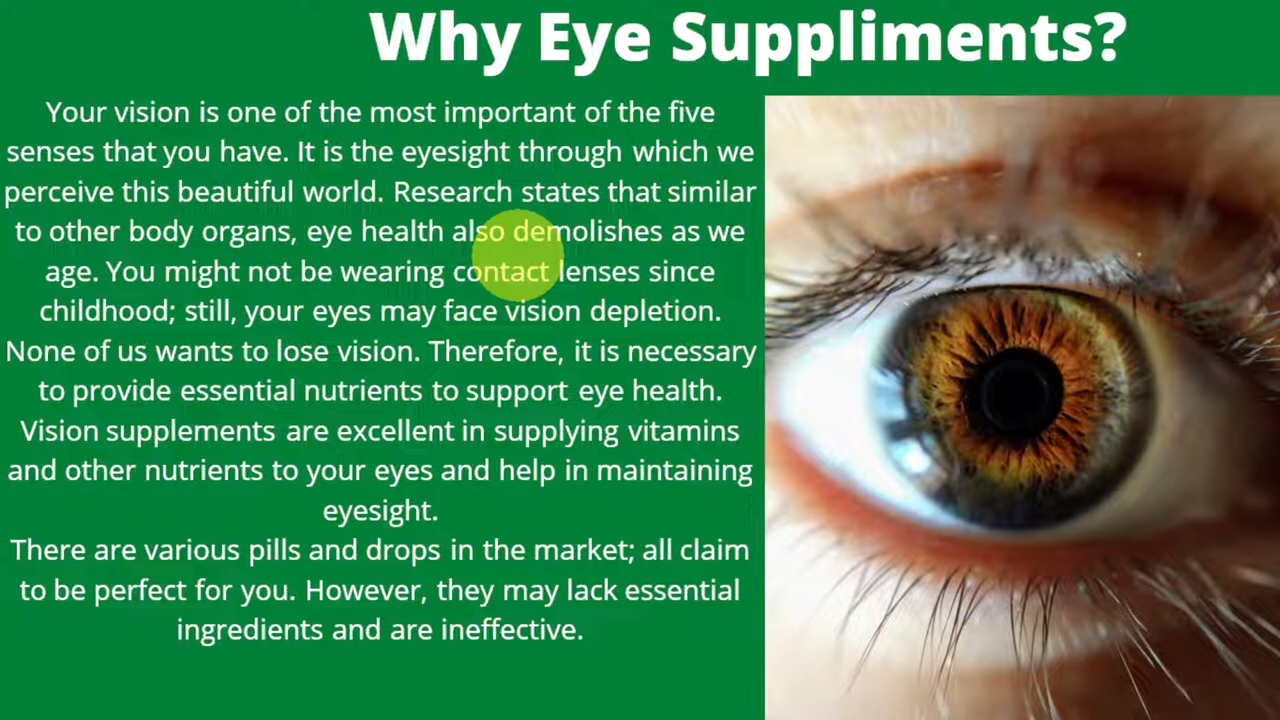 Why Eye Suppliments?
Your vision is one of the most important of the five
senses that you have. It is the eyesight through which we
perceive this beautiful world. Research states that similar
to other body organs, eye health also demolishes as we
age. You might not be wearing contact lenses since
childhood; still, your eyes may face vision depletion.
None of us wants to lose vision. Therefore, it is necessary
to provide essential nutrients to support eye health.
Vision supplements are excellent in supplying vitamins
and other nutrients to your eyes and help in maintaining
eyesight.
There are various pills and drops in the market; all claim
to be perfect for you. However, they may lack essential
ingredients and are ineffective.